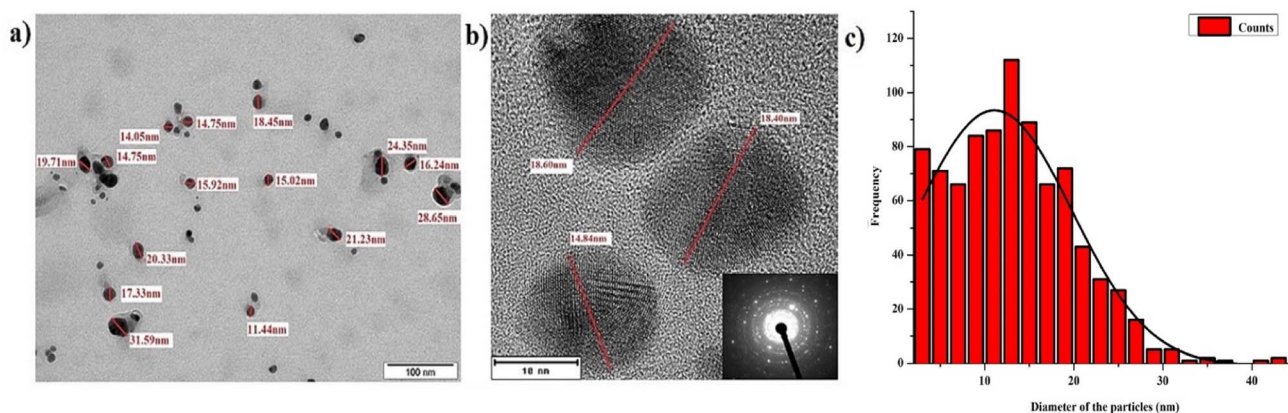 a)
18.45nm
14.75nm
14.05nm
24.35nm
19.71nm
14.75nm
16.24nm
15.92nm
15.02nm
28.65nm
21.23nm
20.33nm
17.33nm
11.44nm
31.59nm
100 nm
b)
18.40nm
18.60nm
14.84nm
10 nm
c)
Counts
120
100
80
60
40
20
0
Frequency
10
20
30
40
Diameter of the particles (nm)